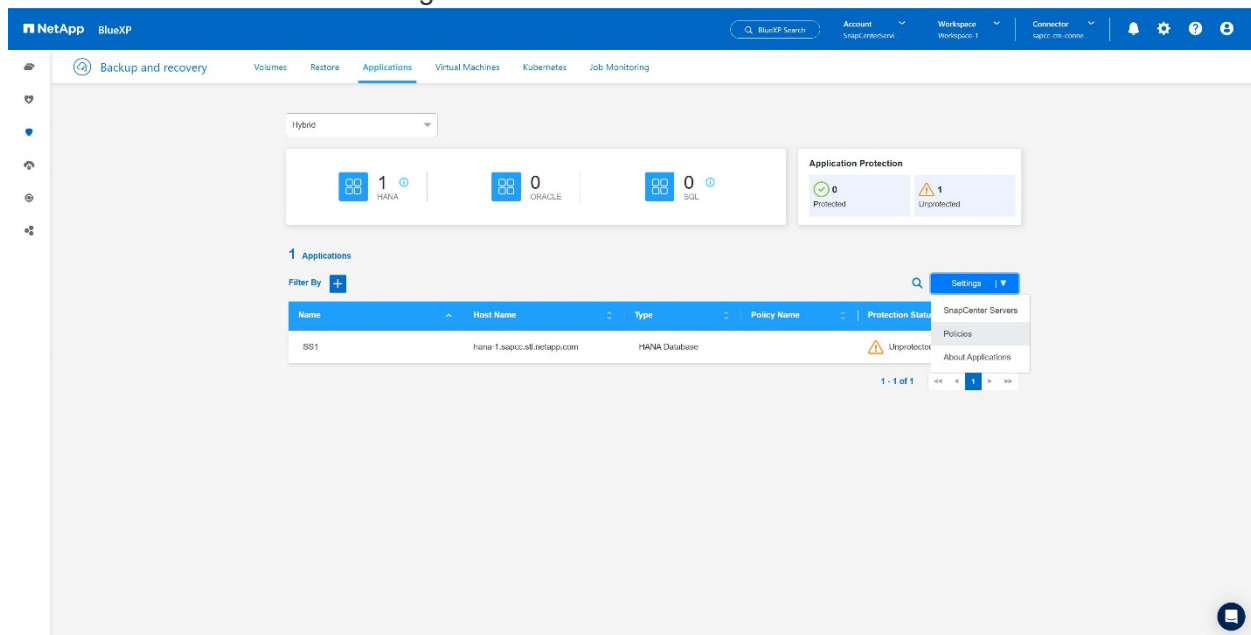 NetApp BlueXP
BlueXP Search
Account
SnapCenterServi...
Workspace
Workspace-1
Connector
sapcc-cm-conne...
Backup and recovery
Volumes Restore Applications Virtual Machines Kubernetes Job Monitoring
Hybrid
1
HANA
0
ORACLE
0
SQL
Application Protection
0
Protected
1
Unprotected
1 Applications
Filter By +
Settings | ▼
SnapCenter Servers
Policies
About Applications
Name Host Name Type Policy Name Protection Statu
SS1 hana-1.sapcc.stl.netapp.com HANA Database Unprotected
1 - 1 of 1 << < 1 > >>